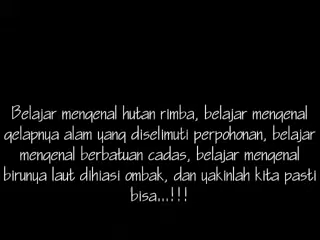 Belajar mengenal hutan rimba, belajar mengenal
gelapnya alam yang diselimuti perpohonan, belajar
mengenal berbatuan cadas, belajar mengenal
birunya laut dihiasi ombak, dan yakinlah kita pasti
bisa...!!!